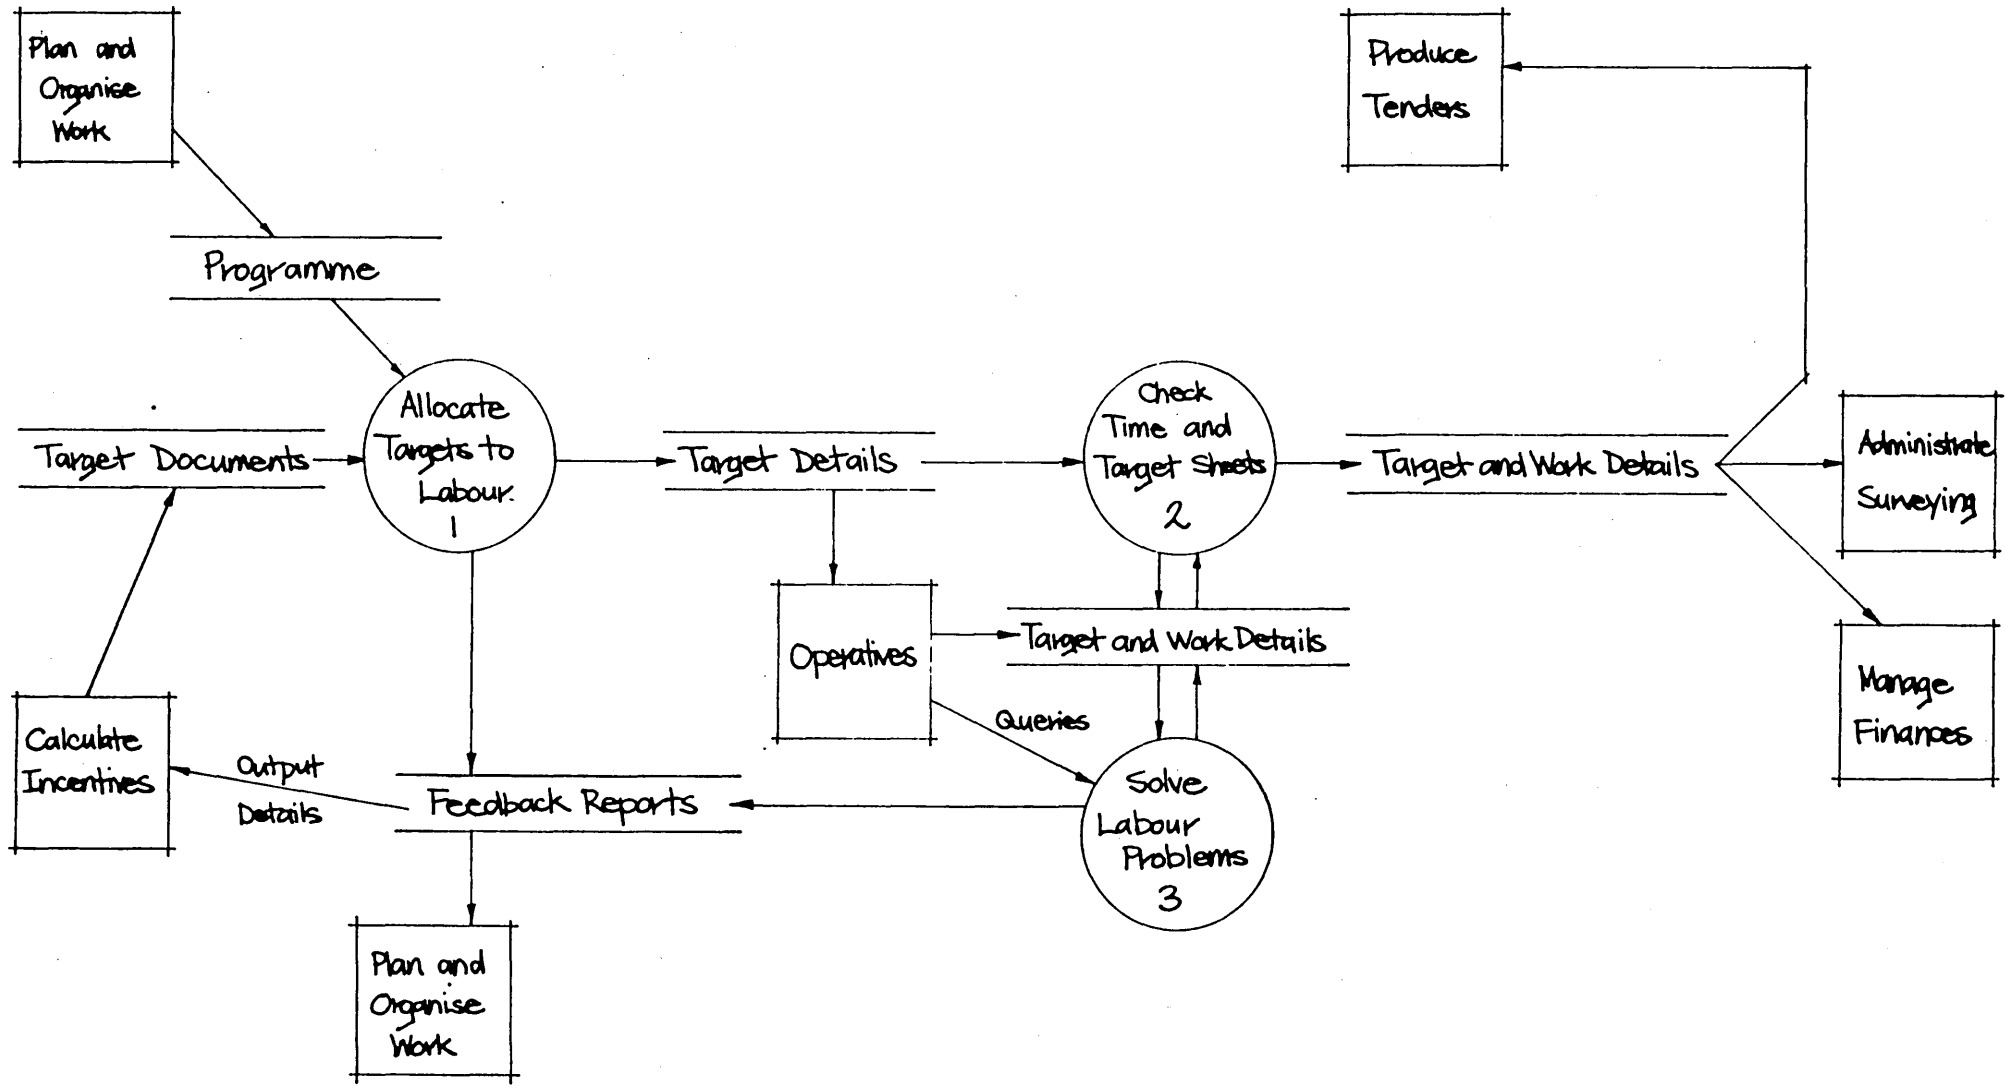 Plan and
Organise
Work
Produce
Tenders
Programme
Allocate
Targets to
Labour.
1
Check
Time and
Target Sheets
2
Target Documents
Target Details
Target and Work Details
Administrate
Surveying
Operatives
Target and Work Details
Queries
Manage
Finances
Calculate
Incentives
Output
Details
Feedback Reports
Solve
Labour
Problems
3
Plan and
Organise
Work